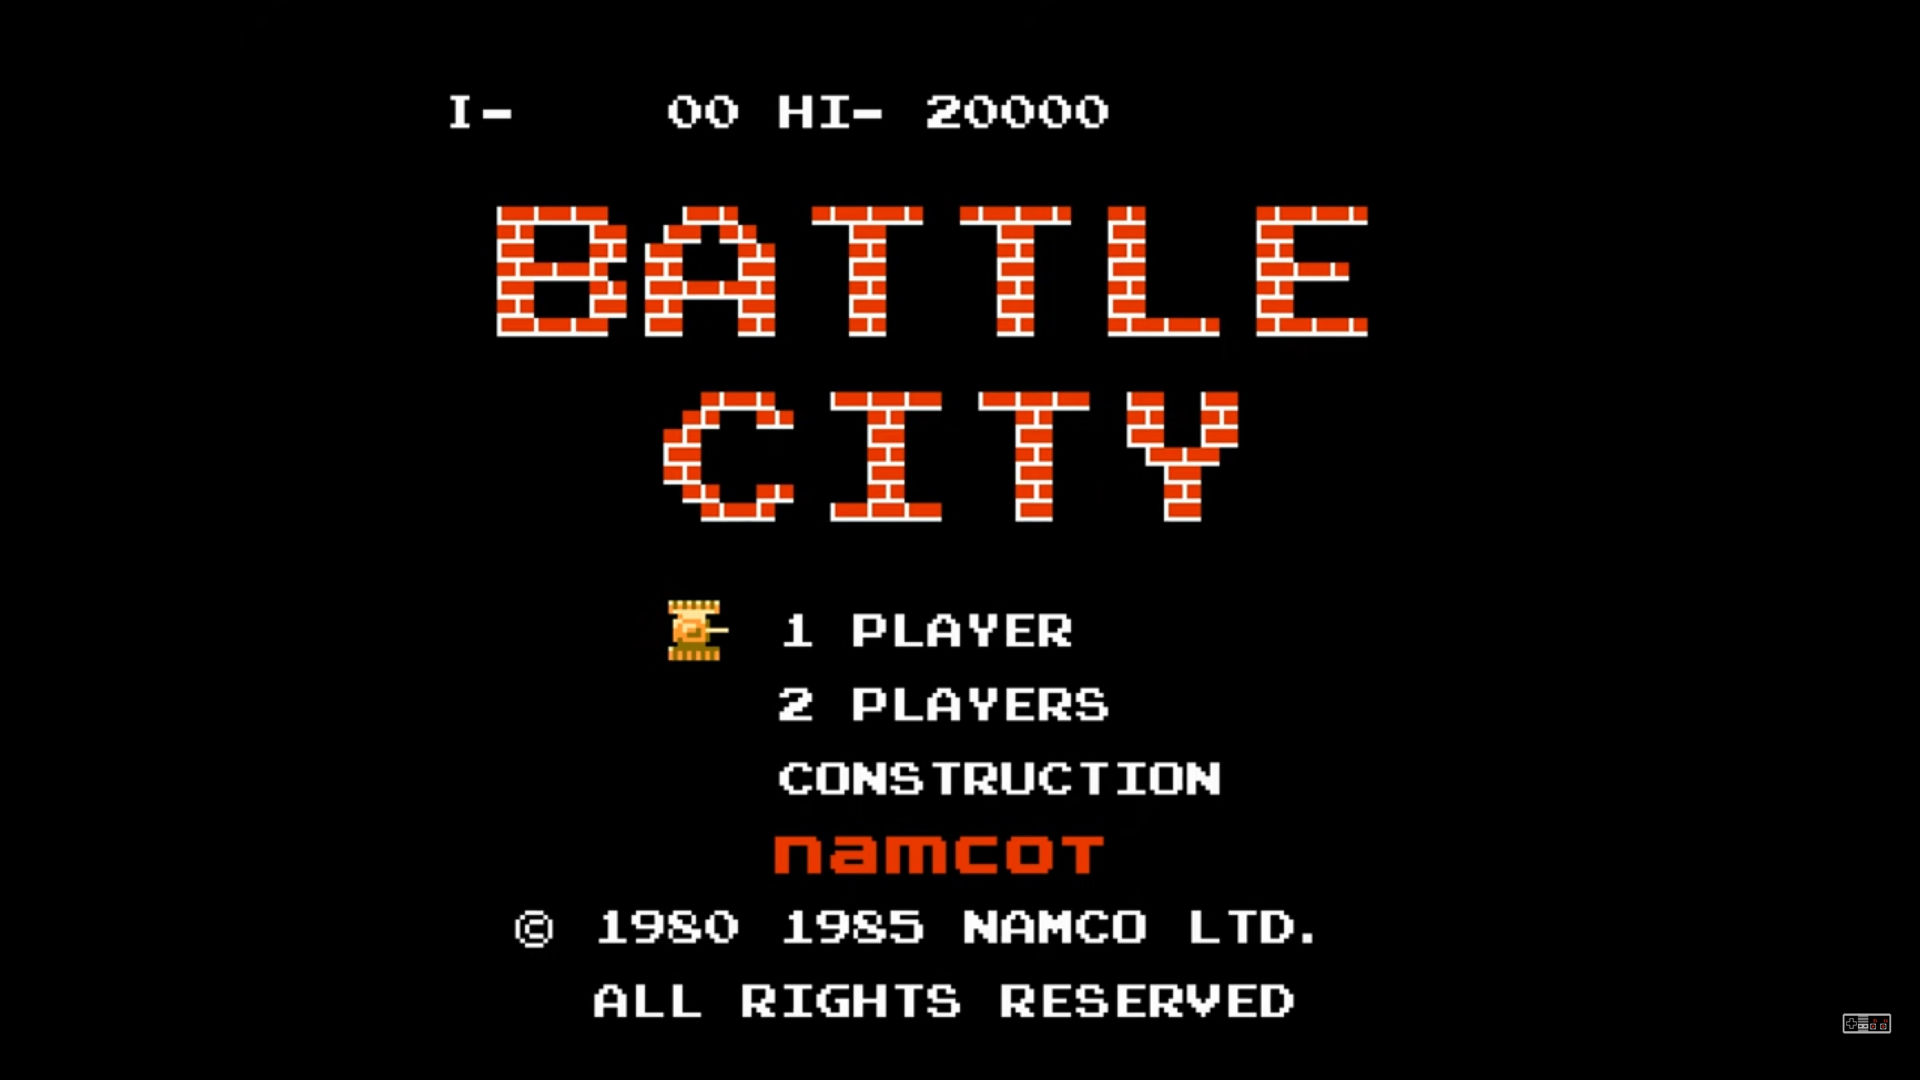 I- 00 HI- 20000
BATTLE
CITY
1 PLAYER
2 PLAYERS
CONSTRUCTION
namcoT
© 1980 1985 NAMCO LTD.
ALL RIGHTS RESERVED